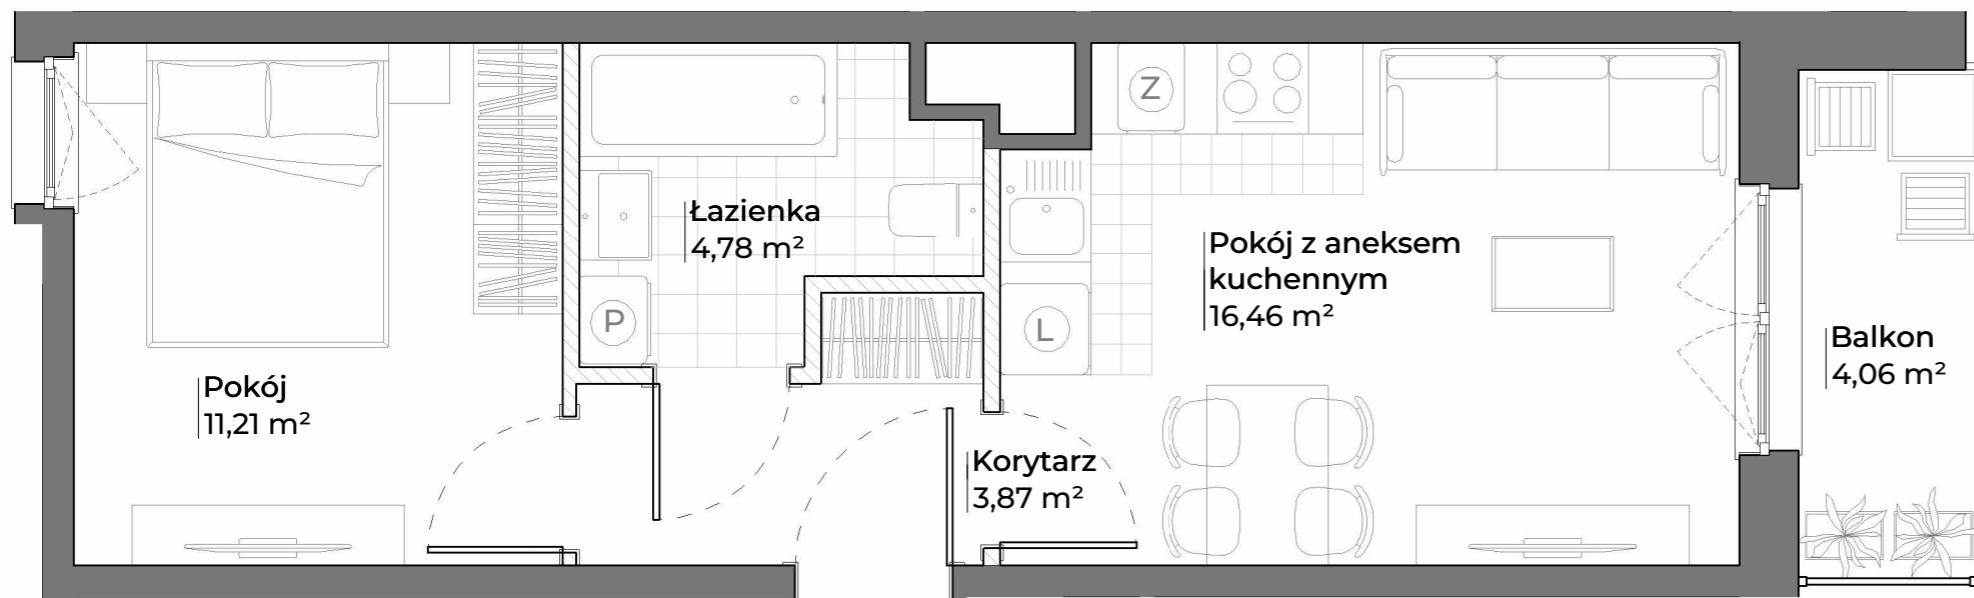 Z
Łazienka
4,78 m²
Pokój z aneksem
kuchennym
16,46 m²
P
L
Balkon
4,06 m²
Pokój
11,21 m²
Korytarz
3,87 m²